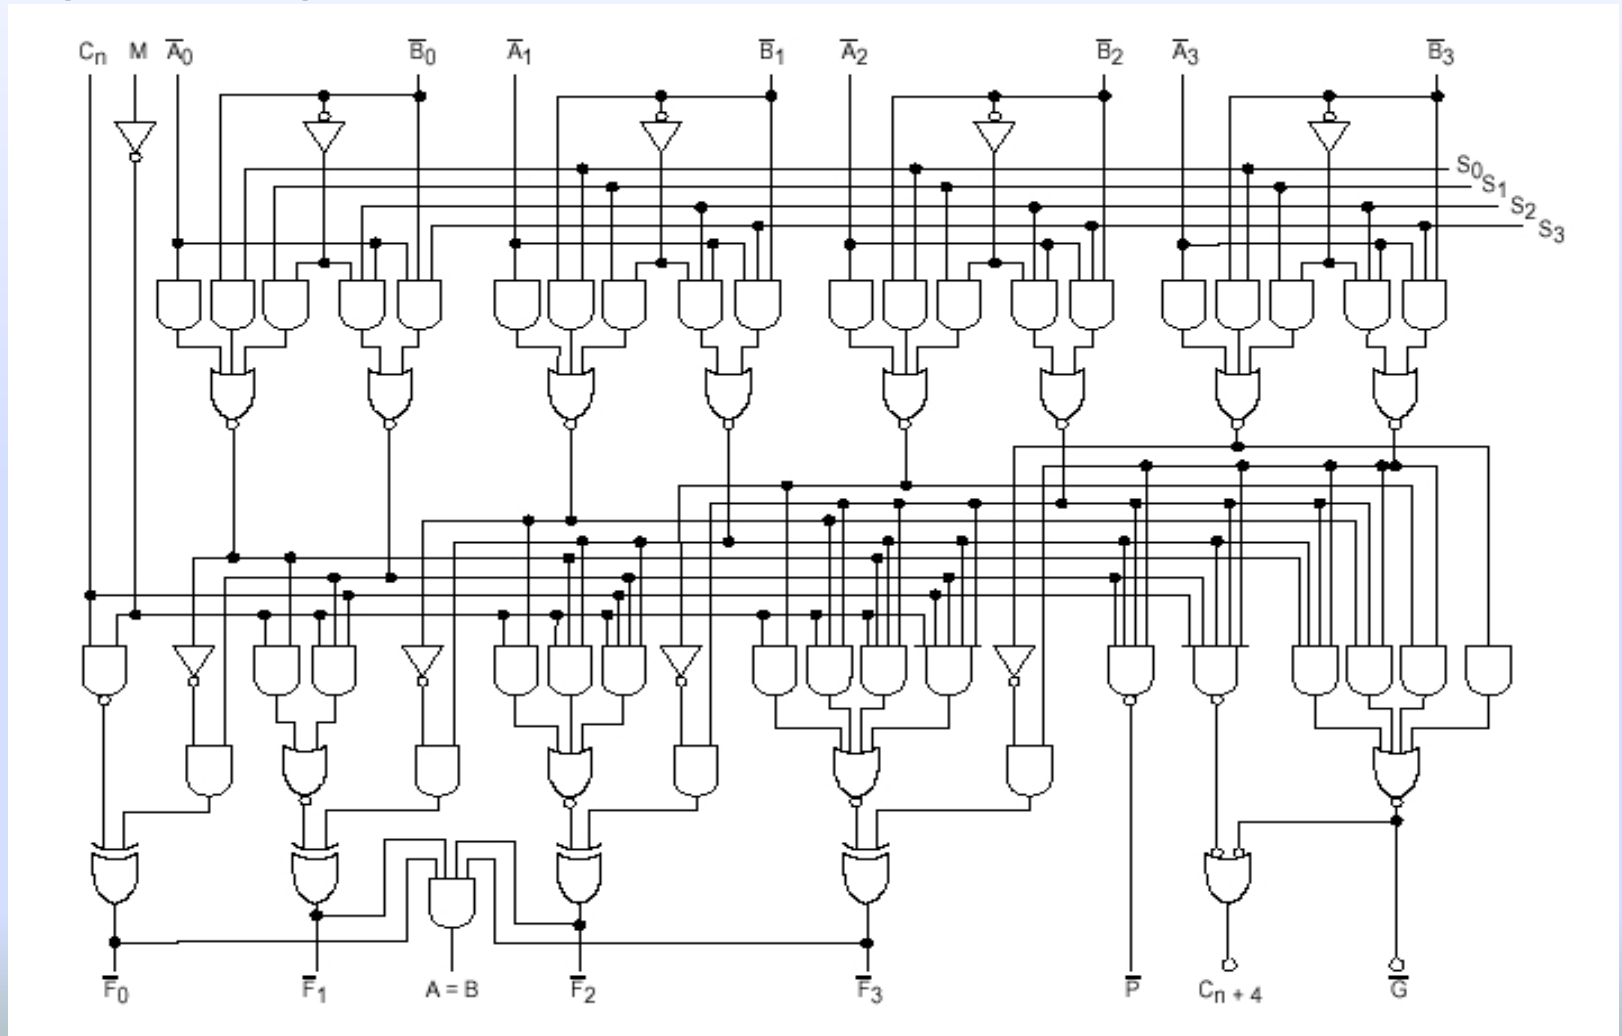 Cn M A̅0 B̅0 A̅1 B̅1 A̅2 B̅2 A̅3 B̅3
S0
S1
S2
S3
F̅0 F̅1 A = B F̅2 F̅3 P̅ Cn + 4 G̅